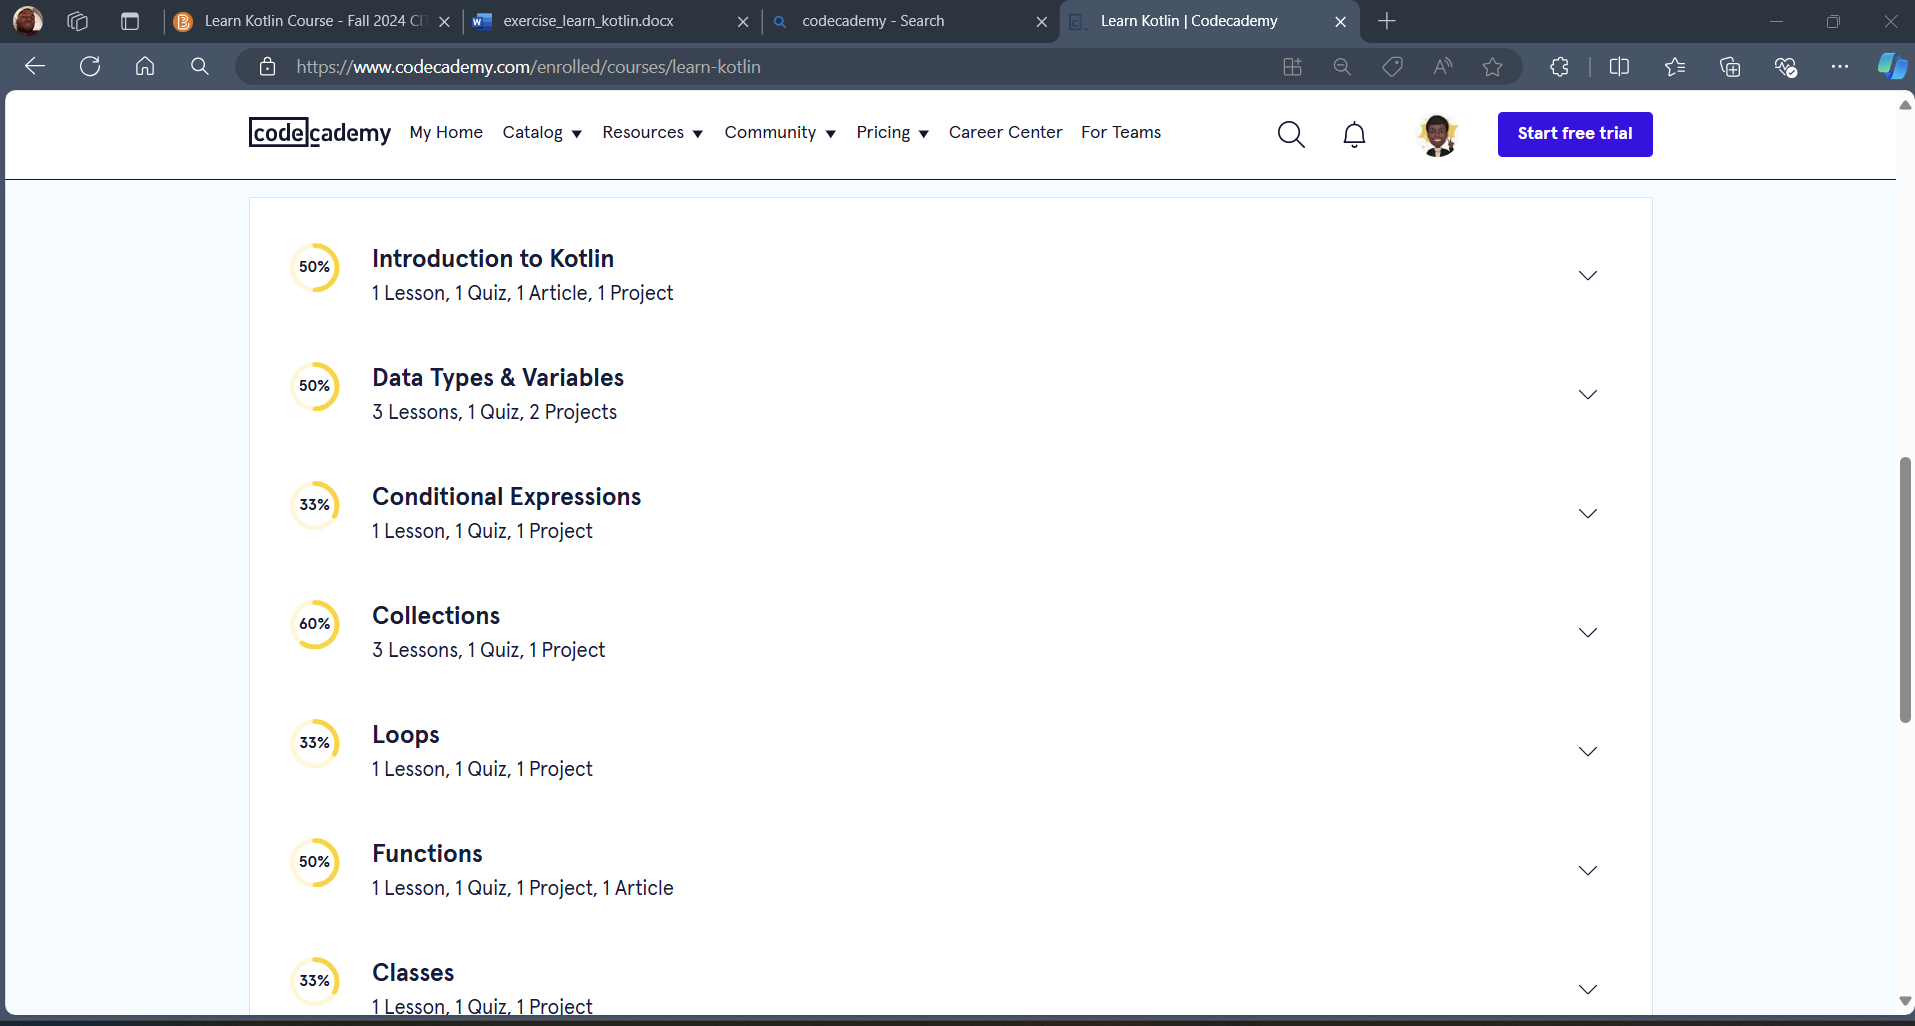 Learn Kotlin Course - Fall 2024 CI
exercise_learn_kotlin.docx
codecademy - Search
Learn Kotlin | Codecademy
https://www.codecademy.com/enrolled/courses/learn-kotlin
codecademy
My Home
Catalog
Resources
Community
Pricing
Career Center
For Teams
Start free trial
50%
Introduction to Kotlin
1 Lesson, 1 Quiz, 1 Article, 1 Project
50%
Data Types & Variables
3 Lessons, 1 Quiz, 2 Projects
33%
Conditional Expressions
1 Lesson, 1 Quiz, 1 Project
60%
Collections
3 Lessons, 1 Quiz, 1 Project
33%
Loops
1 Lesson, 1 Quiz, 1 Project
50%
Functions
1 Lesson, 1 Quiz, 1 Project, 1 Article
33%
Classes
1 Lesson, 1 Quiz, 1 Project